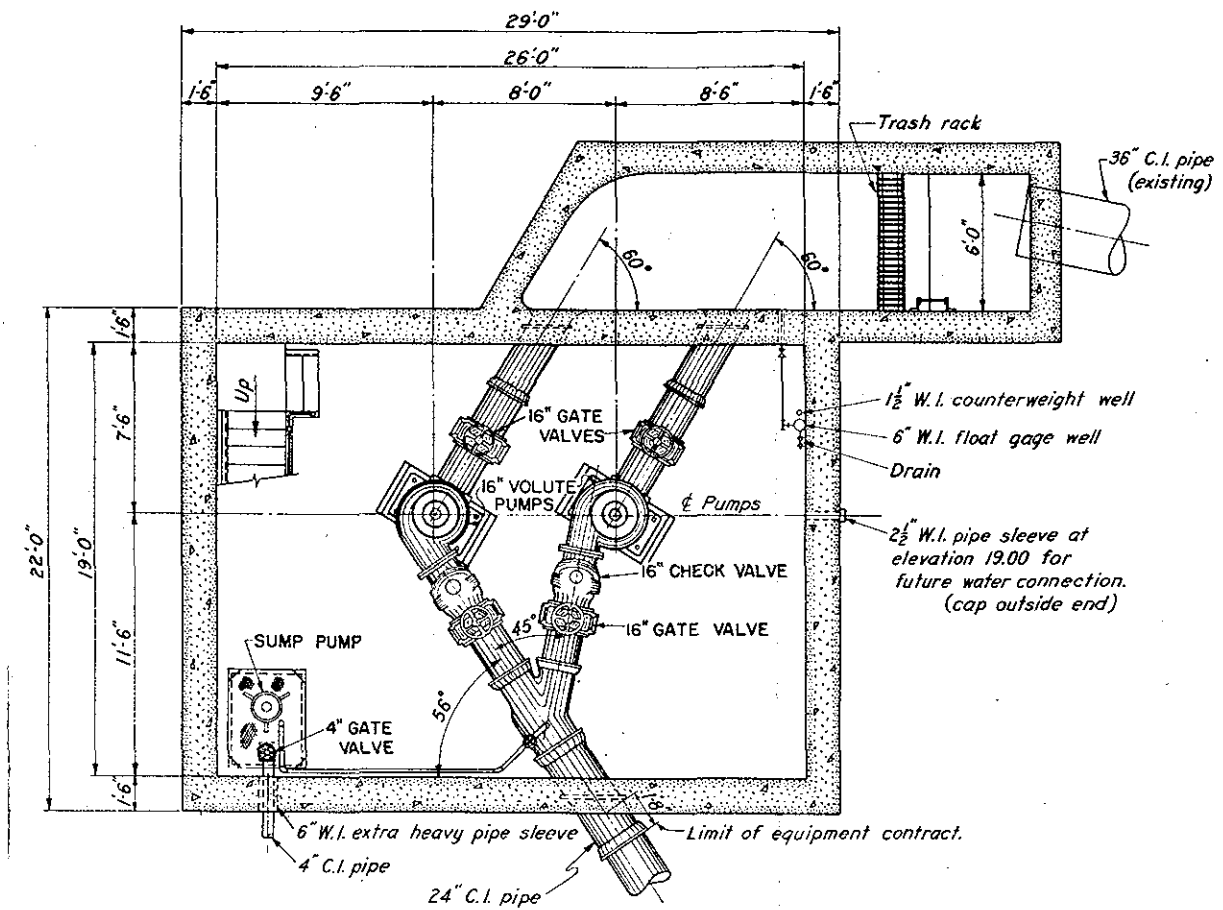 29'-0"
26'-0"
1'-6"
9'-6"
8'-0"
8'-6"
1'-6"
Trash rack
36" C.I. pipe
(existing)
6'-0"
60°
60°
1'-6"
Up
7'-6"
22'-0"
19'-0"
11'-6"
1'-6"
16" GATE
VALVES
1½" W.I. counterweight well
6" W.I. float gage well
Drain
16" VOLUTE
PUMPS
₵ Pumps
2½" W.I. pipe sleeve at
elevation 19.00 for
future water connection.
(cap outside end)
16" CHECK VALVE
16" GATE VALVE
45°
56°
SUMP PUMP
4" GATE
VALVE
6" W.I. extra heavy pipe sleeve
4" C.I. pipe
24" C.I. pipe
Limit of equipment contract.